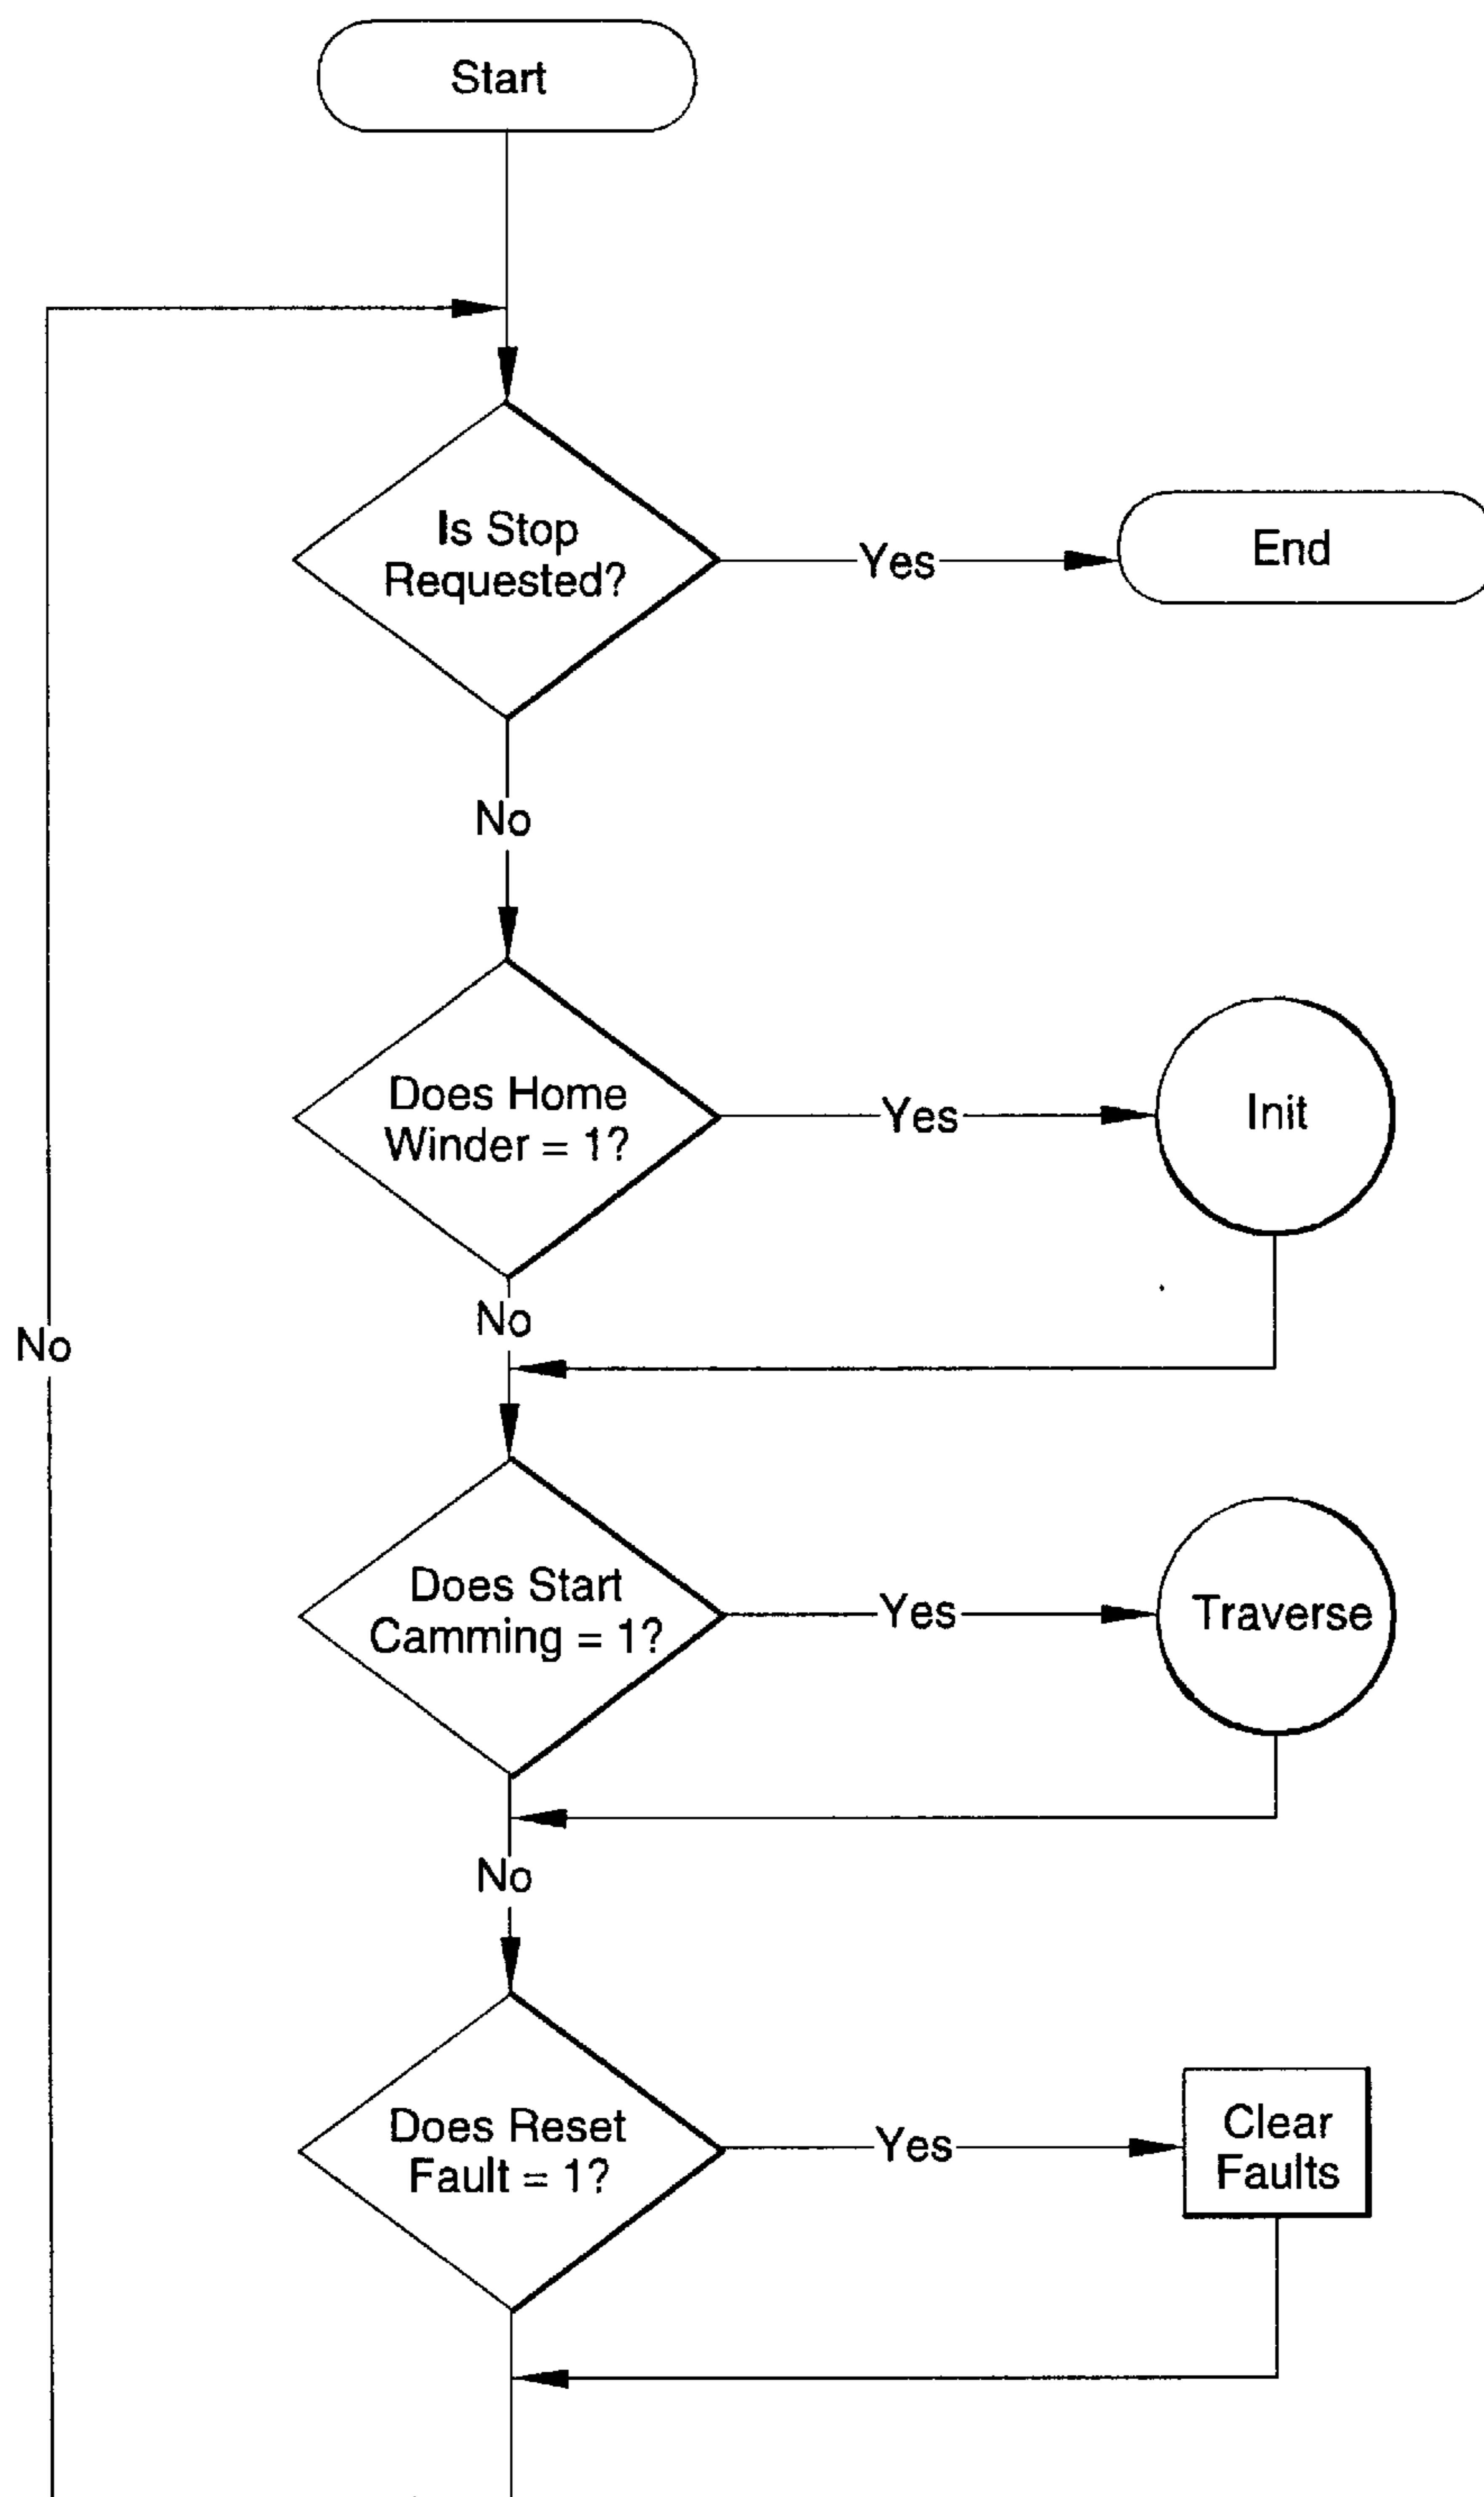 Start
Is Stop
Requested?
Yes
End
No
Does Home
Winder = 1?
Yes
Init
No
No
Does Start
Camming = 1?
Yes
Traverse
No
Does Reset
Fault = 1?
Yes
Clear
Faults